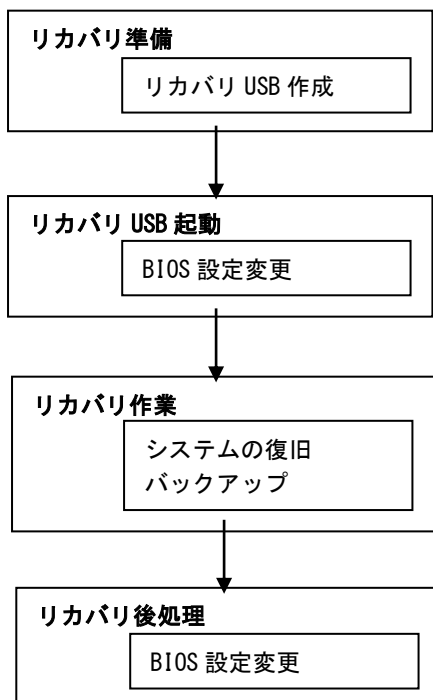 リカバリ準備
リカバリ USB 作成
リカバリ USB 起動
BIOS 設定変更
リカバリ作業
システムの復旧
バックアップ
リカバリ後処理
BIOS 設定変更